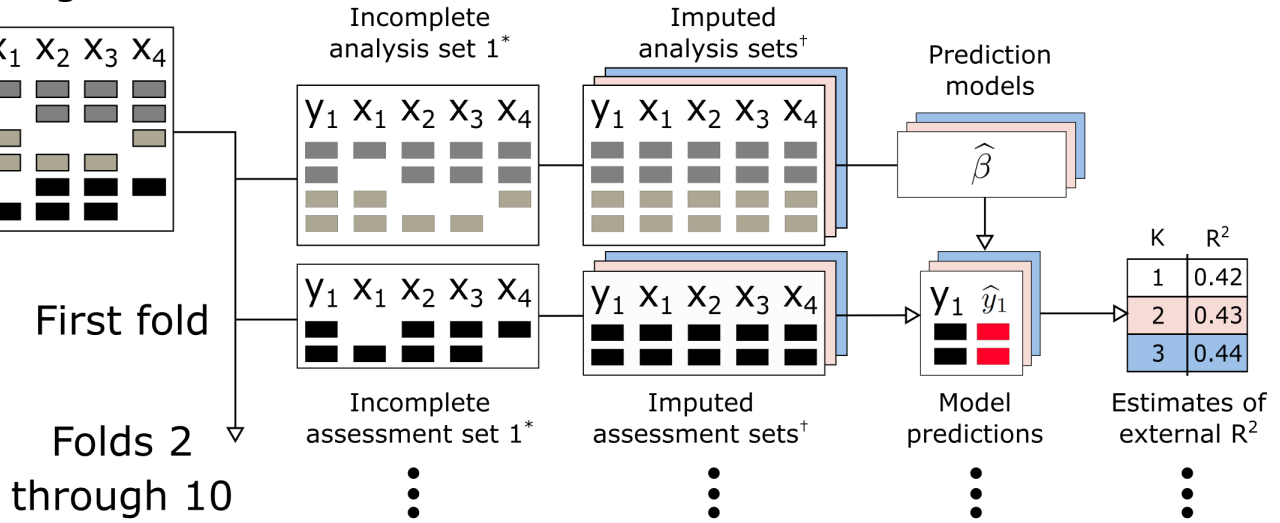 Incomplete
analysis set 1*
Imputed
analysis sets†
Prediction
models
x₂ x₃ x₄
y₁ x₁ x₂ x₃ x₄
y₁ x₁ x₂ x₃ x₄
β̂
First fold
y₁ x₁ x₂ x₃ x₄
y₁ x₁ x₂ x₃ x₄
y₁ ŷ₁
K R²
1 0.42
2 0.43
3 0.44
Folds 2
through 10
Incomplete
assessment set 1*
Imputed
assessment sets†
Model
predictions
Estimates of
external R²